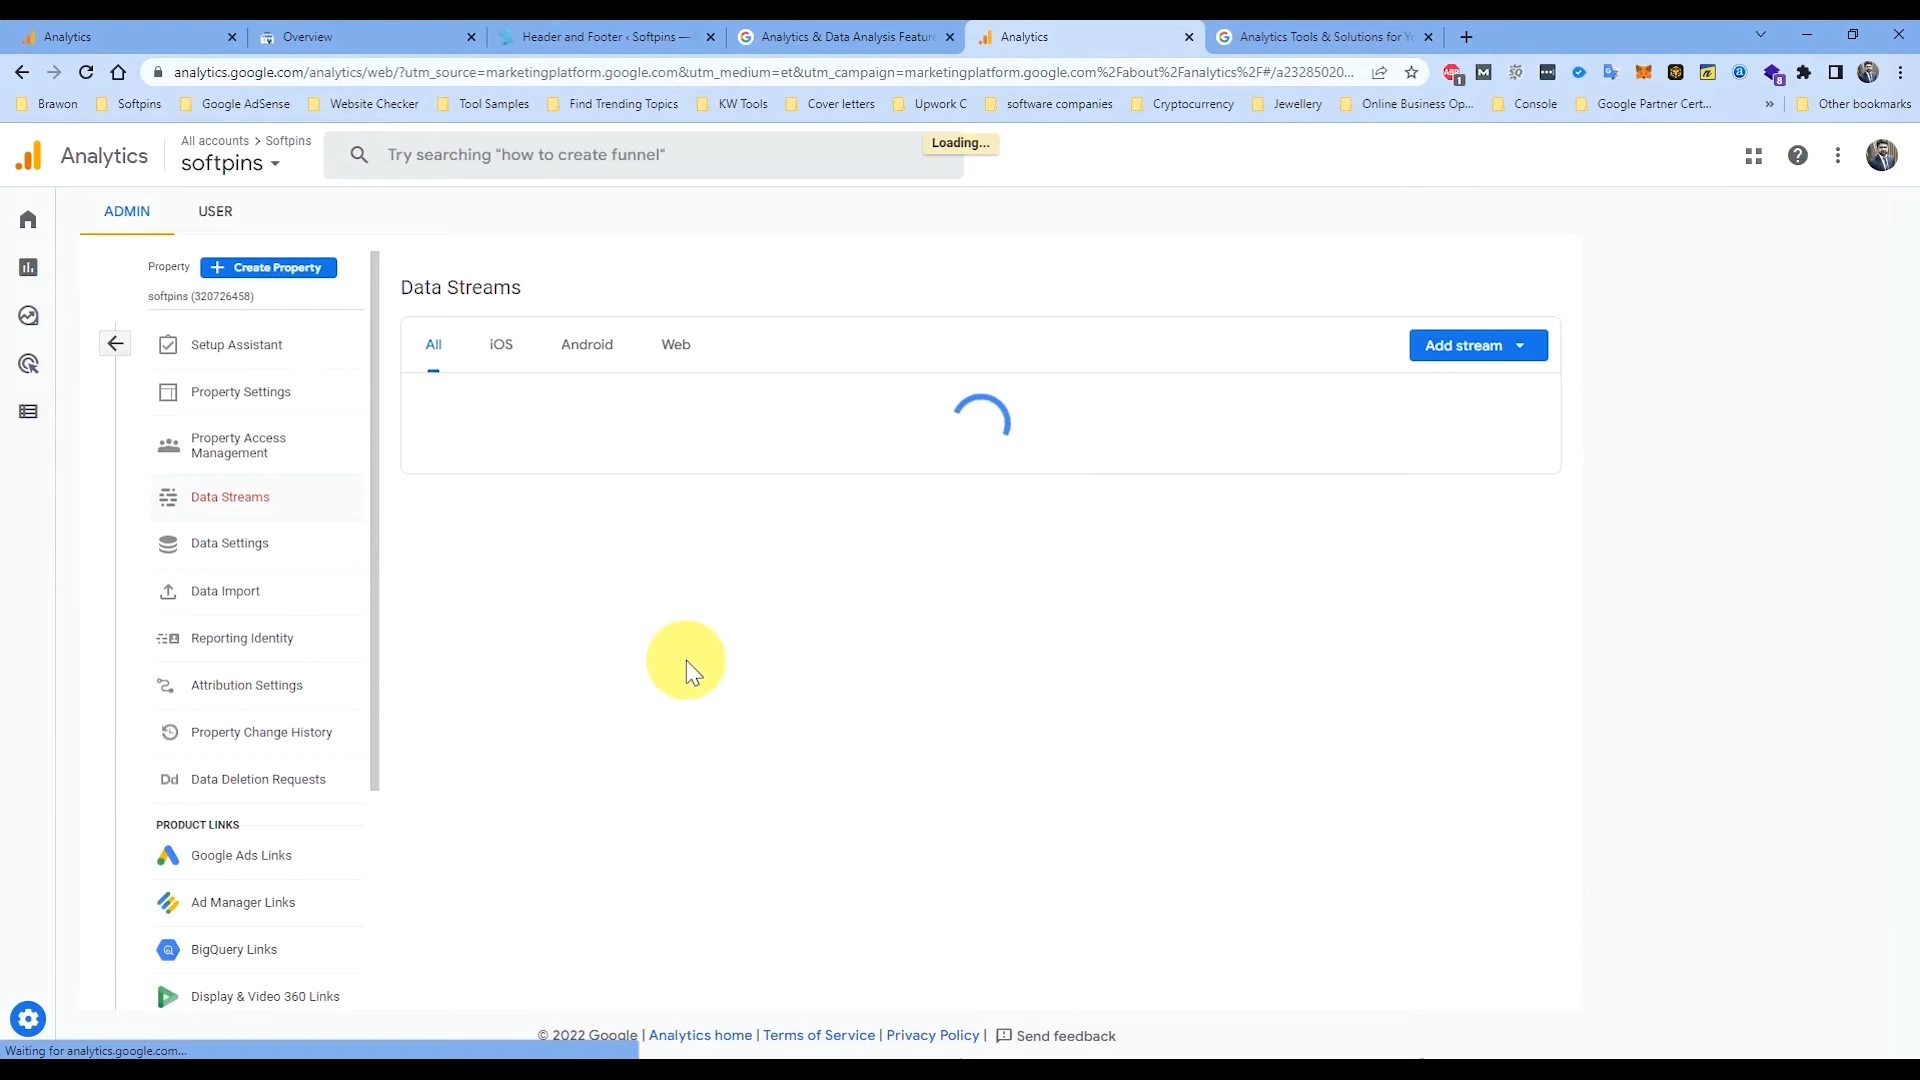 Analytics
Overview
Header and Footer ‹ Softpins —
Analytics & Data Analysis Feature
Analytics
Analytics Tools & Solutions for Yo
analytics.google.com/analytics/web/?utm_source=marketingplatform.google.com&utm_medium=et&utm_campaign=marketingplatform.google.com%2Fabout%2Fanalytics%2F#/a23285020...
Brawon
Softpins
Google AdSense
Website Checker
Tool Samples
Find Trending Topics
KW Tools
Cover letters
Upwork C
software companies
Cryptocurrency
Jewellery
Online Business Op...
Console
Google Partner Cert...
»
Other bookmarks
Analytics
All accounts > Softpins
softpins
Try searching "how to create funnel"
Loading...
ADMIN
USER
Property
+ Create Property
softpins (320726458)
Data Streams
All
iOS
Android
Web
Add stream
Setup Assistant
Property Settings
Property Access
Management
Data Streams
Data Settings
Data Import
Reporting Identity
Attribution Settings
Property Change History
Dd Data Deletion Requests
PRODUCT LINKS
Google Ads Links
Ad Manager Links
BigQuery Links
Display & Video 360 Links
© 2022 Google | Analytics home | Terms of Service | Privacy Policy | Send feedback
Waiting for analytics.google.com...